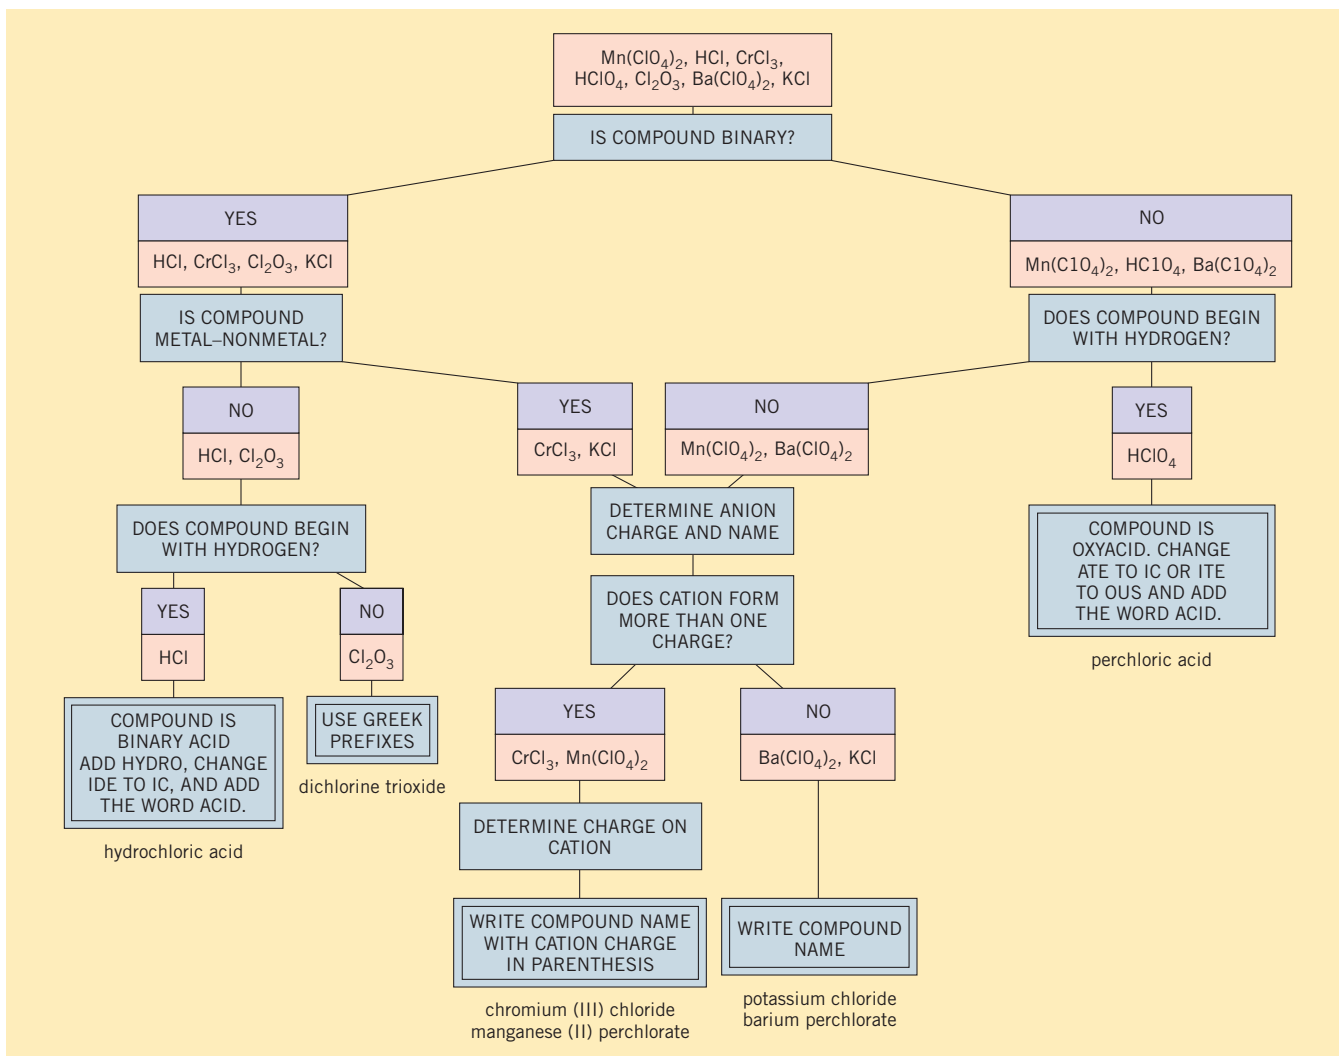 Mn(ClO₄)₂, HCl, CrCl₃,
HClO₄, Cl₂O₃, Ba(ClO₄)₂, KCl
IS COMPOUND BINARY?
YES
HCl, CrCl₃, Cl₂O₃, KCl
NO
Mn(C1O₄)₂, HC1O₄, Ba(C1O₄)₂
IS COMPOUND
METAL–NONMETAL?
DOES COMPOUND BEGIN
WITH HYDROGEN?
NO
HCl, Cl₂O₃
YES
CrCl₃, KCl
NO
Mn(ClO₄)₂, Ba(ClO₄)₂
YES
HClO₄
DOES COMPOUND BEGIN
WITH HYDROGEN?
DETERMINE ANION
CHARGE AND NAME
COMPOUND IS
OXYACID. CHANGE
ATE TO IC OR ITE
TO OUS AND ADD
THE WORD ACID.
perchloric acid
YES
HCl
NO
Cl₂O₃
DOES CATION FORM
MORE THAN ONE
CHARGE?
COMPOUND IS
BINARY ACID
ADD HYDRO, CHANGE
IDE TO IC, AND ADD
THE WORD ACID.
hydrochloric acid
USE GREEK
PREFIXES
dichlorine trioxide
YES
CrCl₃, Mn(ClO₄)₂
NO
Ba(ClO₄)₂, KCl
DETERMINE CHARGE ON
CATION
WRITE COMPOUND NAME
WITH CATION CHARGE
IN PARENTHESIS
chromium (III) chloride
manganese (II) perchlorate
WRITE COMPOUND
NAME
potassium chloride
barium perchlorate